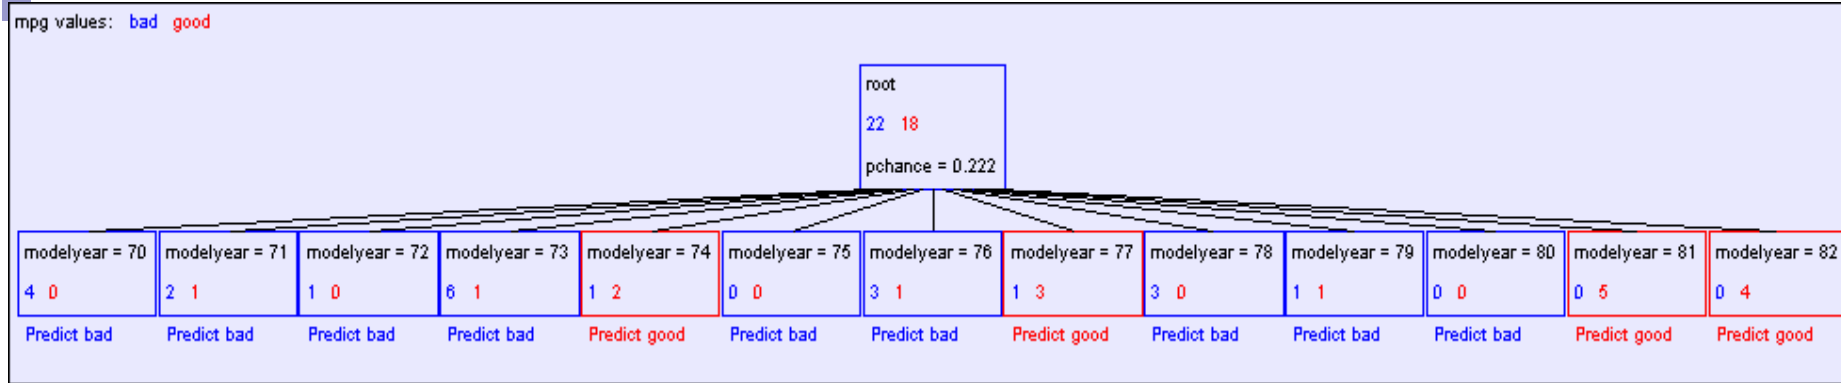 mpg values: bad good
root
22 18
pchance = 0.222
modelyear = 70
4 0
Predict bad
modelyear = 71
2 1
Predict bad
modelyear = 72
1 0
Predict bad
modelyear = 73
6 1
Predict bad
modelyear = 74
1 2
Predict good
modelyear = 75
0 0
Predict bad
modelyear = 76
3 1
Predict bad
modelyear = 77
1 3
Predict good
modelyear = 78
3 0
Predict bad
modelyear = 79
1 1
Predict bad
modelyear = 80
0 0
Predict bad
modelyear = 81
0 5
Predict good
modelyear = 82
0 4
Predict good